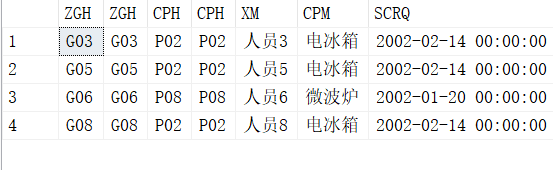 ZGH ZGH CPH CPH XM CPM SCRQ
1 G03 G03 P02 P02 人员3 电冰箱 2002-02-14 00:00:00
2 G05 G05 P02 P02 人员5 电冰箱 2002-02-14 00:00:00
3 G06 G06 P08 P08 人员6 微波炉 2002-01-20 00:00:00
4 G08 G08 P02 P02 人员8 电冰箱 2002-02-14 00:00:00